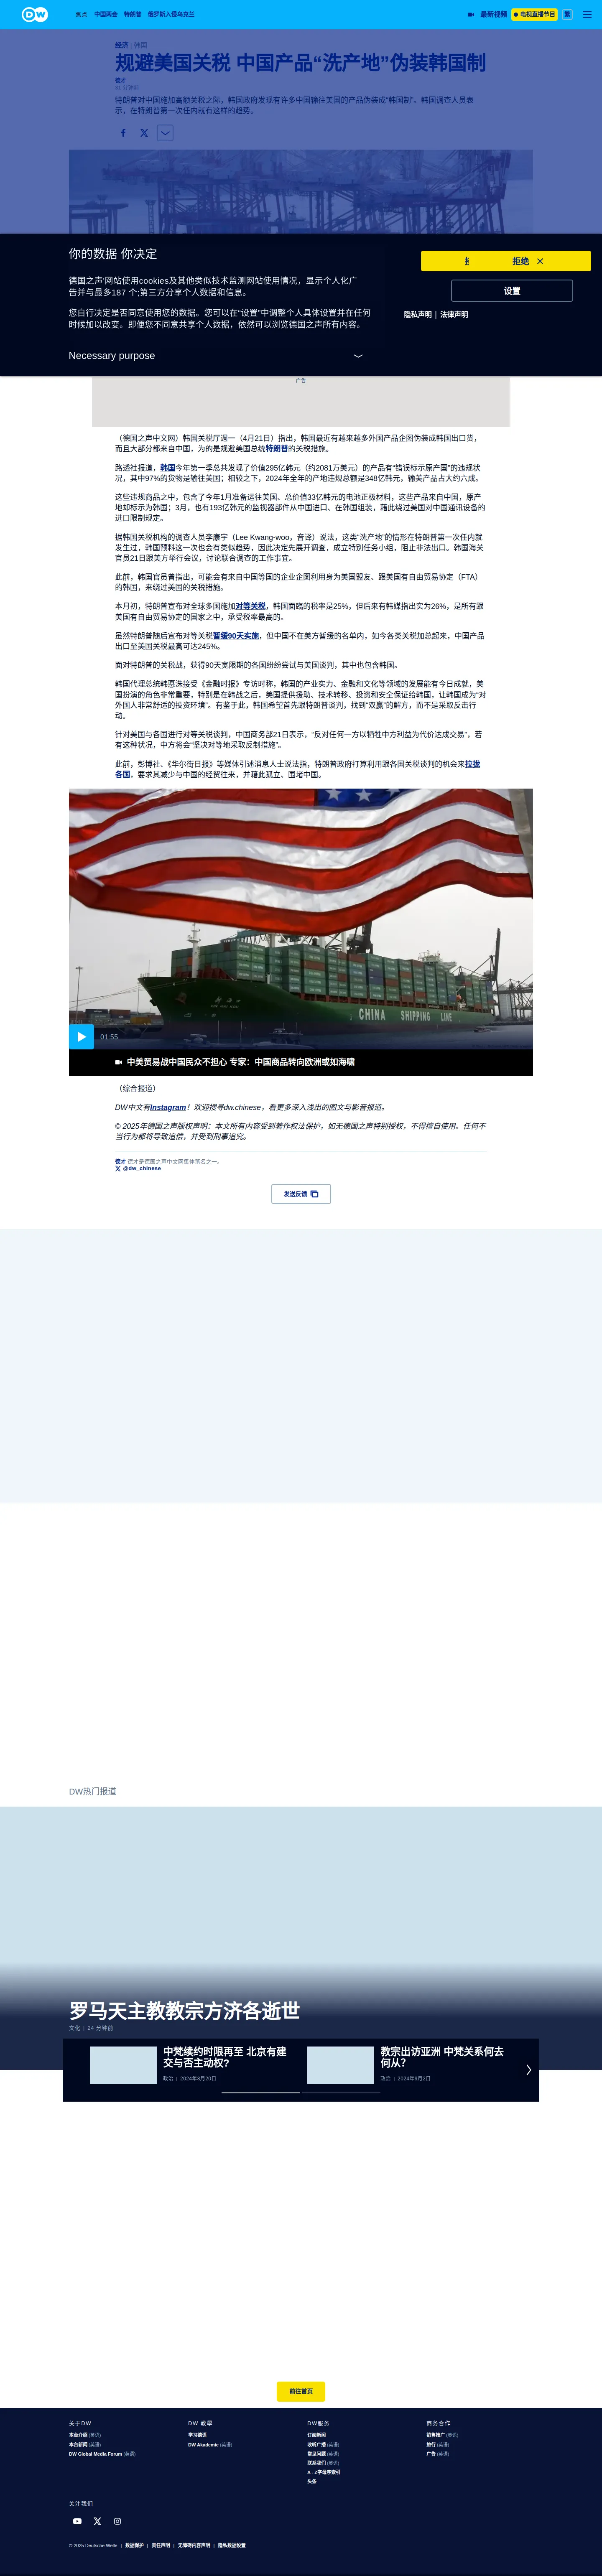 DW
焦点 中国两会 特朗普 俄罗斯入侵乌克兰
最新视频 电视直播节目 繁
经济 | 韩国
规避美国关税 中国产品“洗产地”伪装韩国制
德才
31 分钟前
特朗普对中国施加高额关税之际，韩国政府发现有许多中国输往美国的产品伪装成“韩国制”。韩国调查人员表
示，在特朗普第一次任内就有这样的趋势。
你的数据 你决定
拒绝
德国之声'网站使用cookies及其他类似技术监测网站使用情况，显示个人化广
告并与最多187 个;第三方分享个人数据和信息。
设置
您自行决定是否同意使用您的数据。您可以在"设置"中调整个人具体设置并在任何
时候加以改变。即便您不同意共享个人数据，依然可以浏览德国之声所有内容。
隐私声明 | 法律声明
Necessary purpose
广告
（德国之声中文网）韩国关税厅週一（4月21日）指出，韩国最近有越来越多外国产品企图伪装成韩国出口货，
而且大部分都来自中国，为的是规避美国总统特朗普的关税措施。
路透社报道，韩国今年第一季总共发现了价值295亿韩元（约2081万美元）的产品有“错误标示原产国”的违规状
况，其中97%的货物是输往美国；相较之下，2024年全年的产地违规总额是348亿韩元，输美产品占大约六成。
这些违规商品之中，包含了今年1月准备运往美国、总价值33亿韩元的电池正极材料，这些产品来自中国，原产
地却标示为韩国；3月，也有193亿韩元的监视器部件从中国进口、在韩国组装，藉此绕过美国对中国通讯设备的
进口限制规定。
据韩国关税机构的调查人员李康宇（Lee Kwang-woo，音译）说法，这类“洗产地”的情形在特朗普第一次任内就
发生过，韩国预料这一次也会有类似趋势，因此决定先展开调查，成立特别任务小组，阻止非法出口。韩国海关
官员21日跟美方举行会议，讨论联合调查的工作事宜。
此前，韩国官员曾指出，可能会有来自中国等国的企业企图利用身为美国盟友、跟美国有自由贸易协定（FTA）
的韩国，来绕过美国的关税措施。
本月初，特朗普宣布对全球多国施加对等关税，韩国面临的税率是25%，但后来有韩媒指出实为26%，是所有跟
美国有自由贸易协定的国家之中，承受税率最高的。
虽然特朗普随后宣布对等关税暂缓90天实施，但中国不在美方暂缓的名单内，如今各类关税加总起来，中国产品
出口至美国关税最高可达245%。
面对特朗普的关税战，获得90天宽限期的各国纷纷尝试与美国谈判，其中也包含韩国。
韩国代理总统韩悳洙接受《金融时报》专访时称，韩国的产业实力、金融和文化等领域的发展能有今日成就，美
国扮演的角色非常重要，特别是在韩战之后，美国提供援助、技术转移、投资和安全保证给韩国，让韩国成为“对
外国人非常舒适的投资环境”。有鉴于此，韩国希望首先跟特朗普谈判，找到“双赢”的解方，而不是采取反击行
动。
针对美国与各国进行对等关税谈判，中国商务部21日表示，“反对任何一方以牺牲中方利益为代价达成交易”，若
有这种状况，中方将会“坚决对等地采取反制措施”。
此前，彭博社、《华尔街日报》等媒体引述消息人士说法指，特朗普政府打算利用跟各国关税谈判的机会来拉拢
各国，要求其减少与中国的经贸往来，并藉此孤立、围堵中国。
CHINA SHIPPING LINE
01:55
中美贸易战中国民众不担心 专家：中国商品转向欧洲或如海啸
（综合报道）
DW中文有Instagram！欢迎搜寻dw.chinese，看更多深入浅出的图文与影音报道。
© 2025年德国之声版权声明：本文所有内容受到著作权法保护，如无德国之声特别授权，不得擅自使用。任何不
当行为都将导致追偿，并受到刑事追究。
德才 德才是德国之声中文网集体笔名之一。
@dw_chinese
发送反馈
DW热门报道
罗马天主教教宗方济各逝世
文化 | 24 分钟前
中梵续约时限再至 北京有建
交与否主动权?
政治 | 2024年8月20日
教宗出访亚洲 中梵关系何去
何从?
政治 | 2024年9月2日
前往首页
关于DW
本台介绍 (英语)
本台新闻 (英语)
DW Global Media Forum (英语)
DW 教學
学习德语
DW Akademie (英语)
DW服务
订阅新闻
收听广播 (英语)
常见问题 (英语)
联系我们 (英语)
A - Z字母序索引
头条
商务合作
销售推广 (英语)
旅行 (英语)
广告 (英语)
关注我们
© 2025 Deutsche Welle | 数据保护 | 责任声明 | 无障碍内容声明 | 隐私数据设置